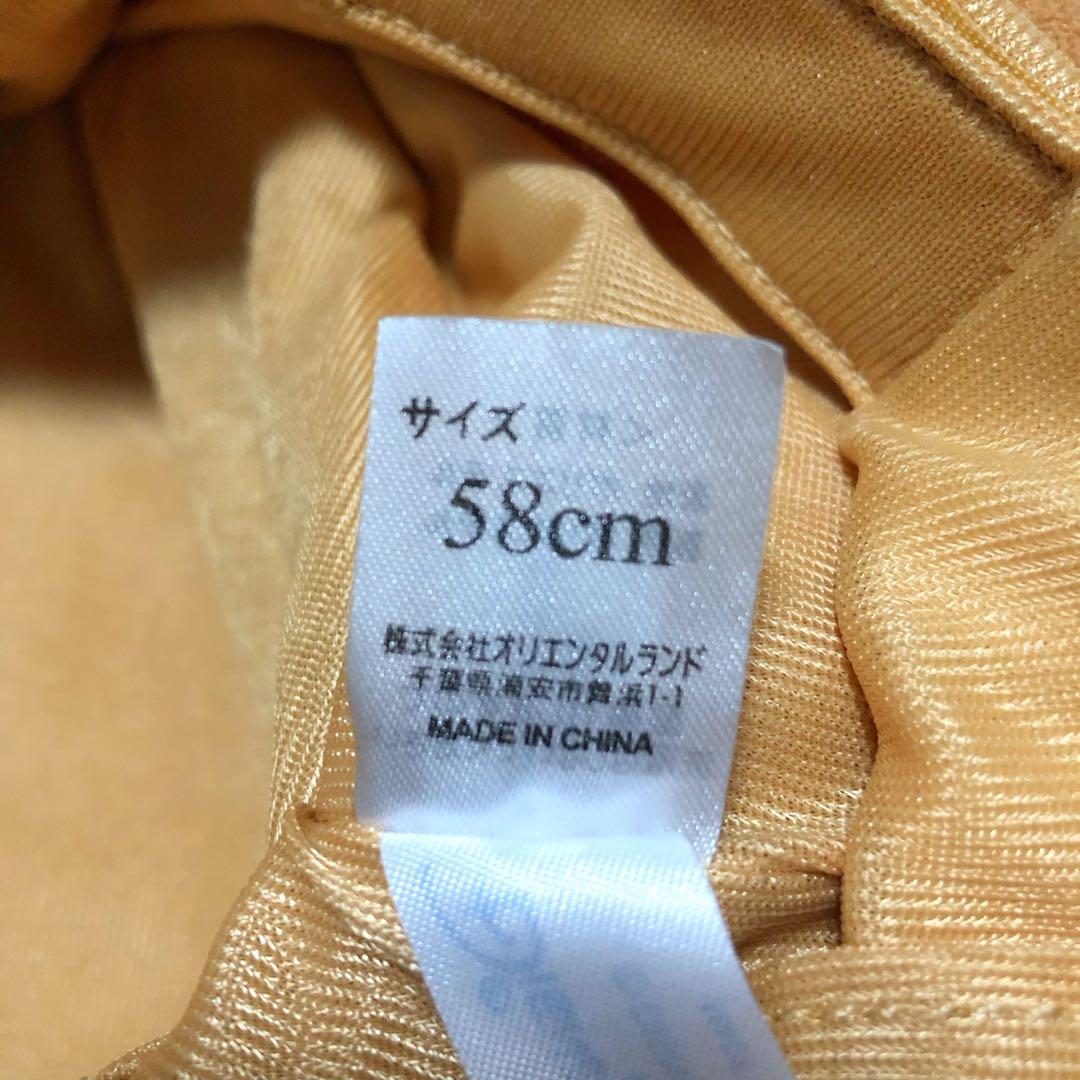 サイズ
58cm
株式会社オリエンタルランド
千葉県浦安市舞浜1-1
MADE IN CHINA